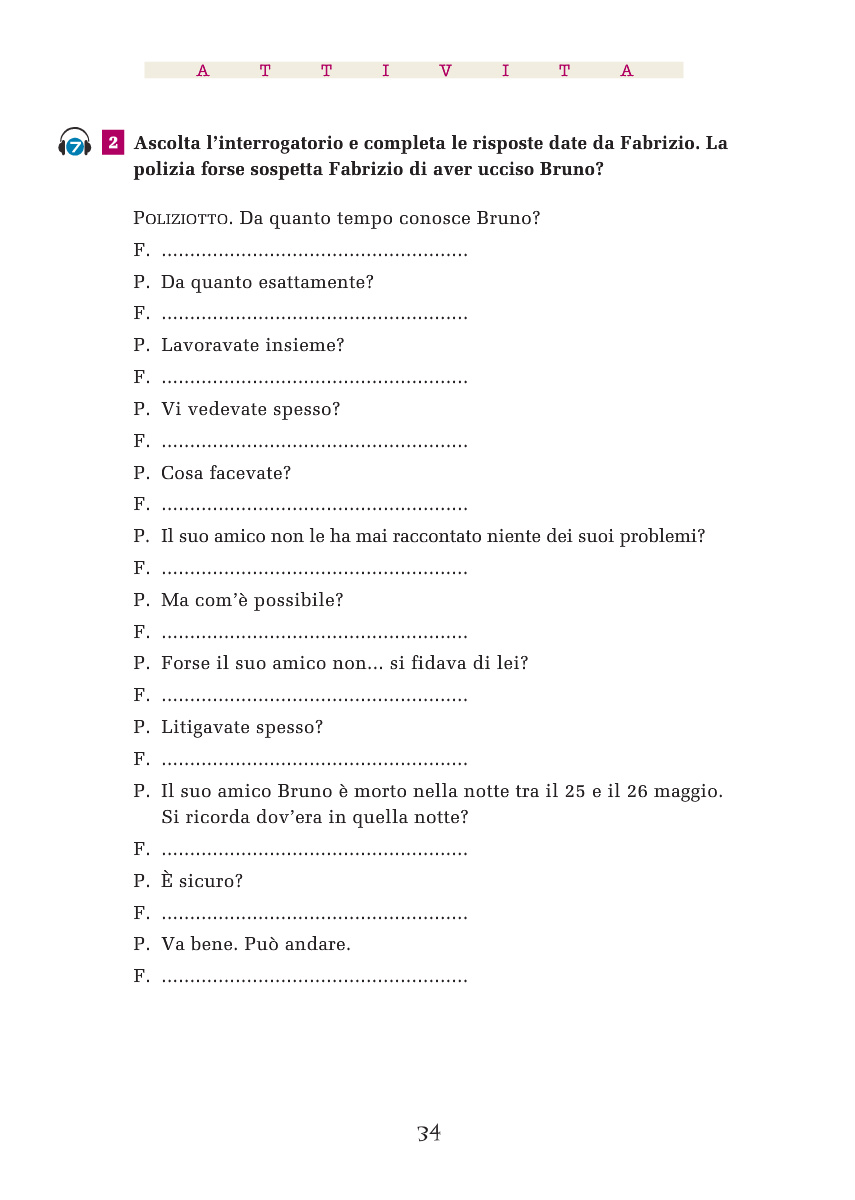 A T T I V I T A
7 2 Ascolta l’interrogatorio e completa le risposte date da Fabrizio. La
polizia forse sospetta Fabrizio di aver ucciso Bruno?
POLIZIOTTO. Da quanto tempo conosce Bruno?
F. ......................................................
P. Da quanto esattamente?
F. ......................................................
P. Lavoravate insieme?
F. ......................................................
P. Vi vedevate spesso?
F. ......................................................
P. Cosa facevate?
F. ......................................................
P. Il suo amico non le ha mai raccontato niente dei suoi problemi?
F. ......................................................
P. Ma com’è possibile?
F. ......................................................
P. Forse il suo amico non... si fidava di lei?
F. ......................................................
P. Litigavate spesso?
F. ......................................................
P. Il suo amico Bruno è morto nella notte tra il 25 e il 26 maggio.
Si ricorda dov’era in quella notte?
F. ......................................................
P. È sicuro?
F. ......................................................
P. Va bene. Può andare.
F. ......................................................
34